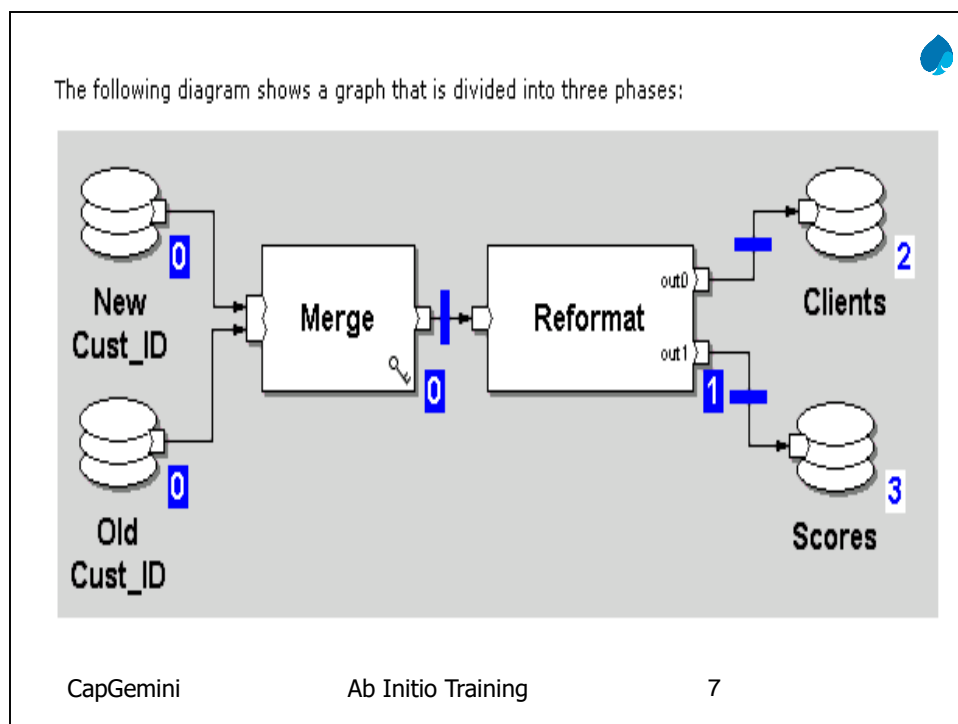 The following diagram shows a graph that is divided into three phases:
0
New
Cust_ID
0
Old
Cust_ID
Merge
0
Reformat
out0
out1
1
2
Clients
3
Scores
CapGemini Ab Initio Training 7